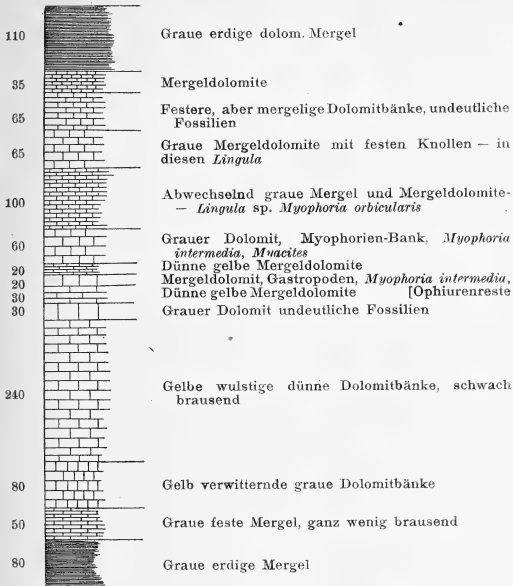 110 Graue erdige dolom. Mergel
35 Mergeldolomite
65 Festere, aber mergelige Dolomitbänke, undeutliche
Fossilien
65 Graue Mergeldolomite mit festen Knollen — in
diesen Lingula
100 Abwechselnd graue Mergel und Mergeldolomite-
— Lingula sp. Myophoria orbicularis
60 Grauer Dolomit, Myophorien-Bank, Myophoria
intermedia, Myacites
20 Dünne gelbe Mergeldolomite
20 Mergeldolomit, Gastropoden, Myophoria intermedia,
30 Dünne gelbe Mergeldolomite [Ophiurenreste
30 Grauer Dolomit undeutliche Fossilien
240 Gelbe wulstige dünne Dolomitbänke, schwach
brausend
80 Gelb verwitternde graue Dolomitbänke
50 Graue feste Mergel, ganz wenig brausend
80 Graue erdige Mergel